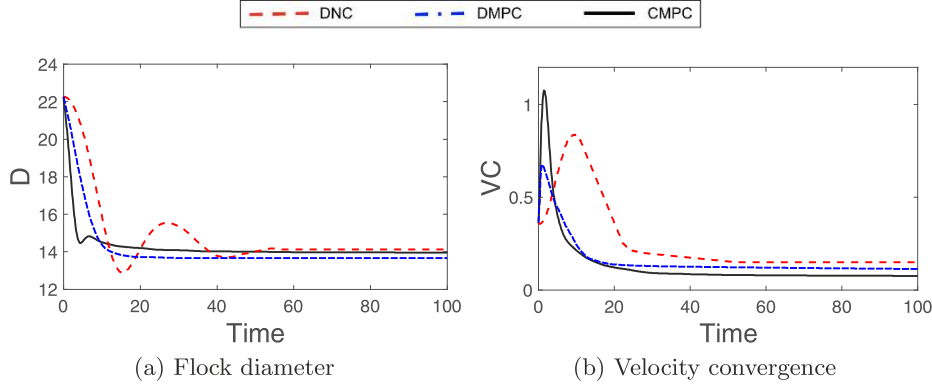 DNC DMPC CMPC
24
22
20
18
16
14
12
D
0 20 40 60 80 100
Time
(a) Flock diameter
1
0.5
0
VC
0 20 40 60 80 100
Time
(b) Velocity convergence